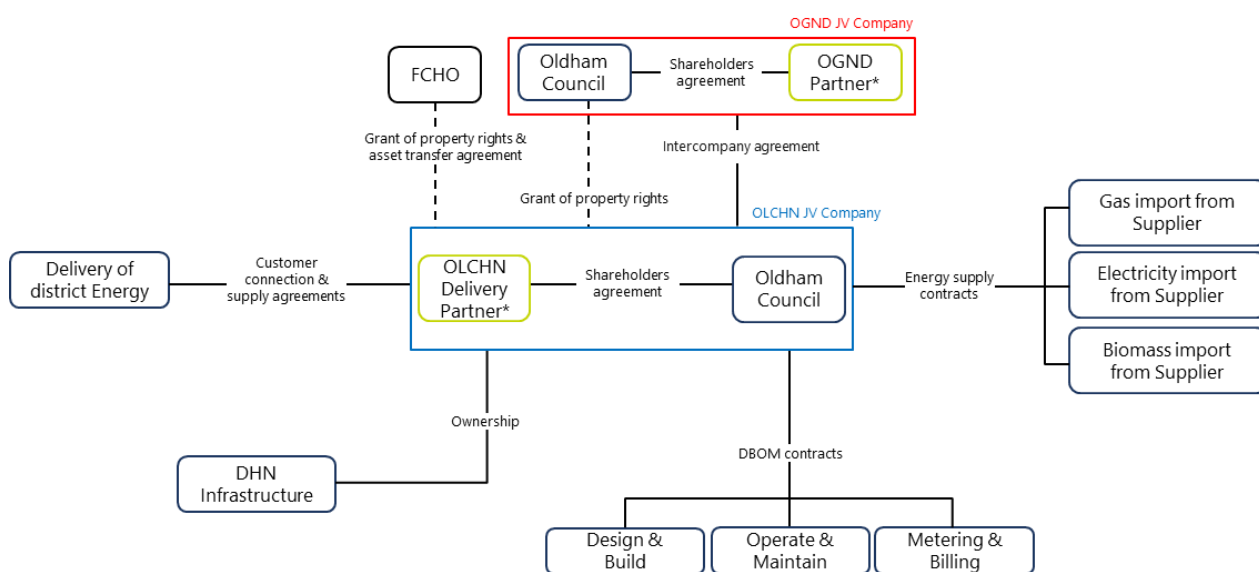 OGND JV Company
FCHO
Oldham
Council
Shareholders
agreement
OGND
Partner*
Grant of property rights &
asset transfer agreement
Intercompany agreement
Grant of property rights
OLCHN JV Company
Gas import from
Supplier
Delivery of
district Energy
Customer
connection &
supply agreements
OLCHN
Delivery
Partner*
Shareholders
agreement
Oldham
Council
Energy supply
contracts
Electricity import
from Supplier
Biomass import
from Supplier
Ownership
DBOM contracts
DHN
Infrastructure
Design &
Build
Operate &
Maintain
Metering &
Billing